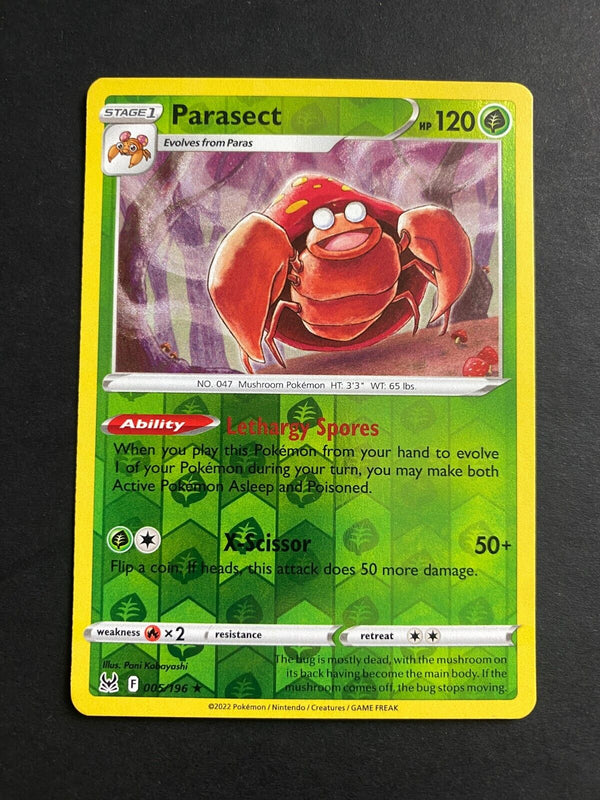 STAGE 1
Parasect
HP 120
Evolves from Paras
NO. 047 Mushroom Pokémon HT: 3'3" WT: 65 lbs.
Ability
Lethargy Spores
When you play this Pokémon from your hand to evolve
1 of your Pokémon during your turn, you may make both
Active Pokémon Asleep and Poisoned.
X-Scissor 50+
Flip a coin. If heads, this attack does 50 more damage.
weakness ×2 resistance retreat
Illus. Pani Kobayashi
The bug is mostly dead, with the mushroom on
its back having become the main body. If the
mushroom comes off, the bug stops moving.
F 005/196 ★
©2022 Pokémon / Nintendo / Creatures / GAME FREAK